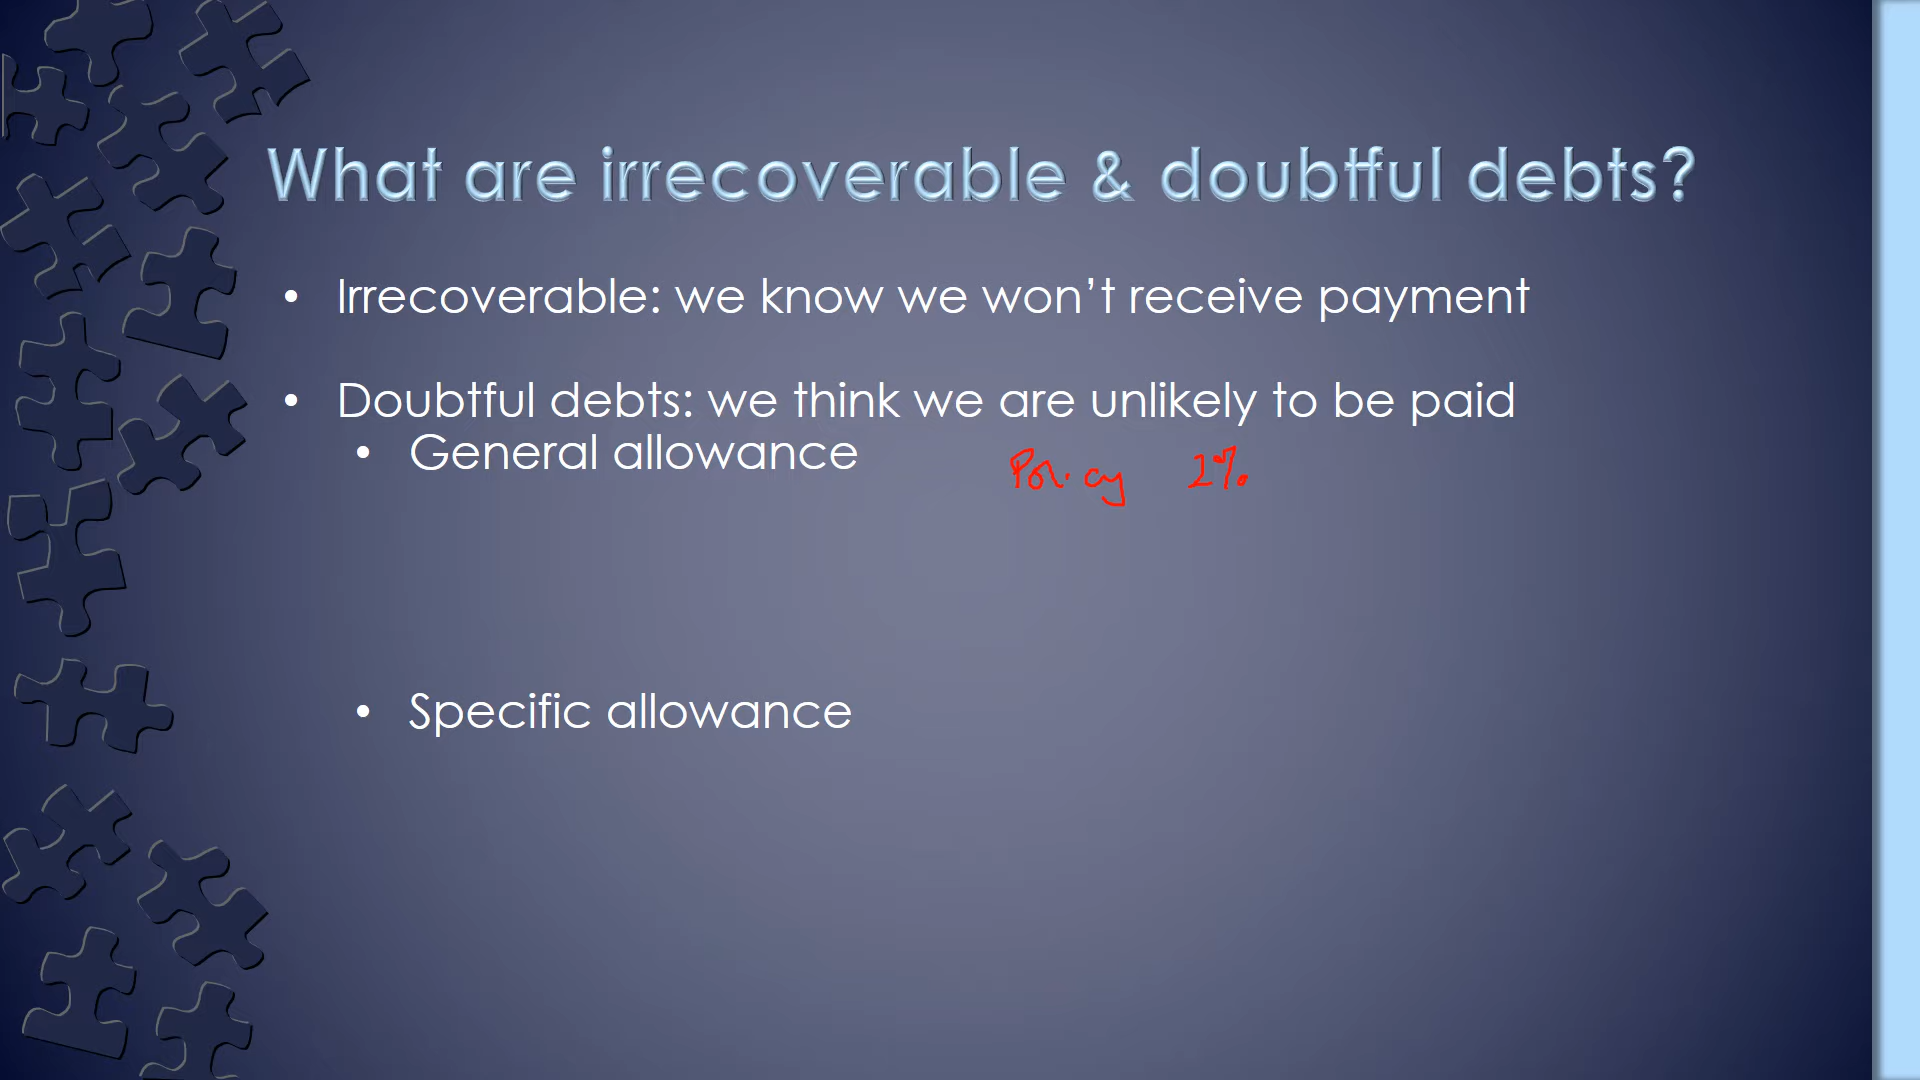 What are irrecoverable & doubtful debts?
• Irrecoverable: we know we won’t receive payment
• Doubtful debts: we think we are unlikely to be paid
• General allowance
Policy 2%
• Specific allowance